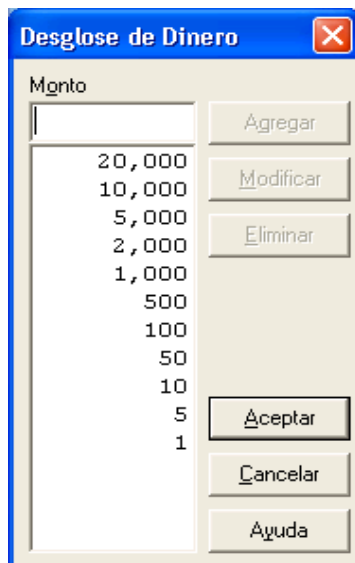 Desglose de Dinero
Monto
Agregar
20,000
10,000
Modificar
5,000
Eliminar
2,000
1,000
500
100
50
10
5
Aceptar
1
Cancelar
Ayuda